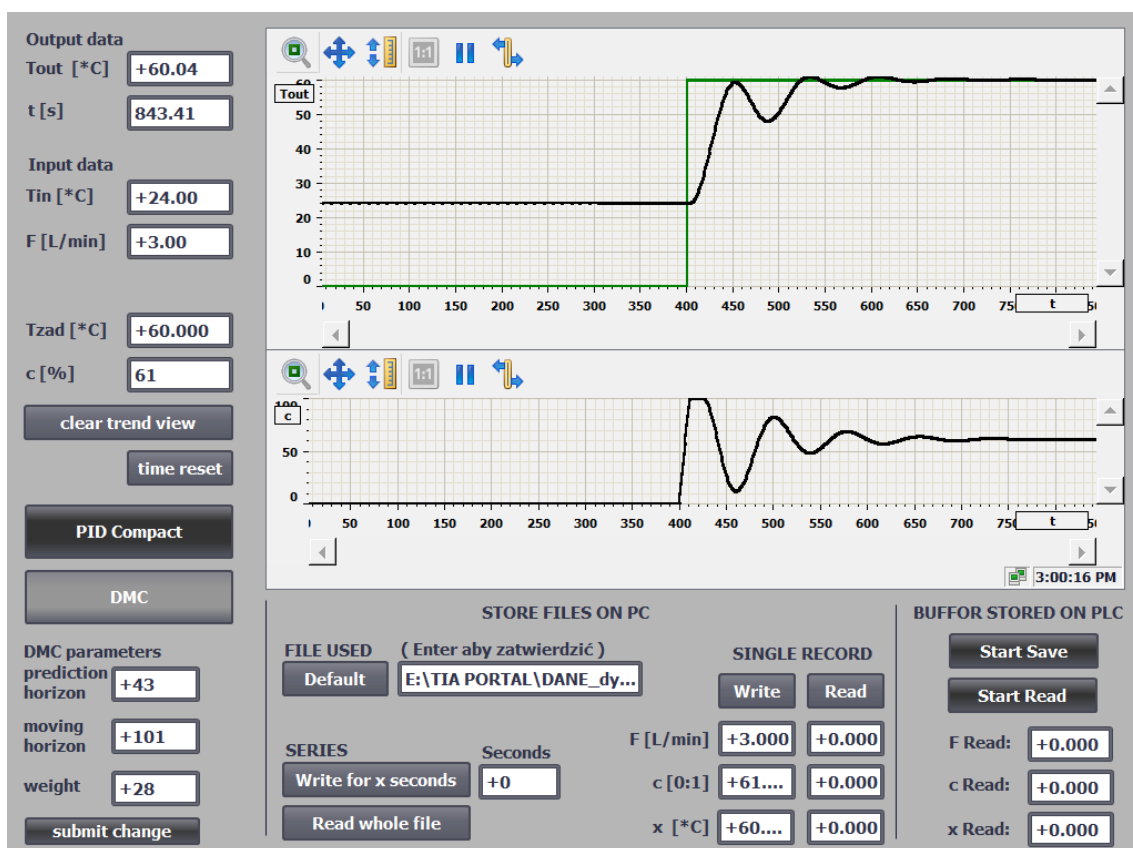 Output data
Tout [*C] +60.04
t [s] 843.41
Input data
Tin [*C] +24.00
F [L/min] +3.00
Tzad [*C] +60.000
c [%] 61
clear trend view
time reset
PID Compact
DMC
DMC parameters
prediction horizon +43
moving horizon +101
weight +28
submit change
1:1
60
Tout
50
40
30
20
10
0
50 100 150 200 250 300 350 400 450 500 550 600 650 700 t
1:1
100
c
50
0
50 100 150 200 250 300 350 400 450 500 550 600 650 700 t
3:00:16 PM
STORE FILES ON PC
FILE USED ( Enter aby zatwierdzić )
Default E:\TIA PORTAL\DANE_dy...
SERIES Seconds
Write for x seconds +0
Read whole file
SINGLE RECORD
Write Read
F [L/min] +3.000 +0.000
c [0:1] +61.... +0.000
x [*C] +60.... +0.000
BUFFOR STORED ON PLC
Start Save
Start Read
F Read: +0.000
c Read: +0.000
x Read: +0.000